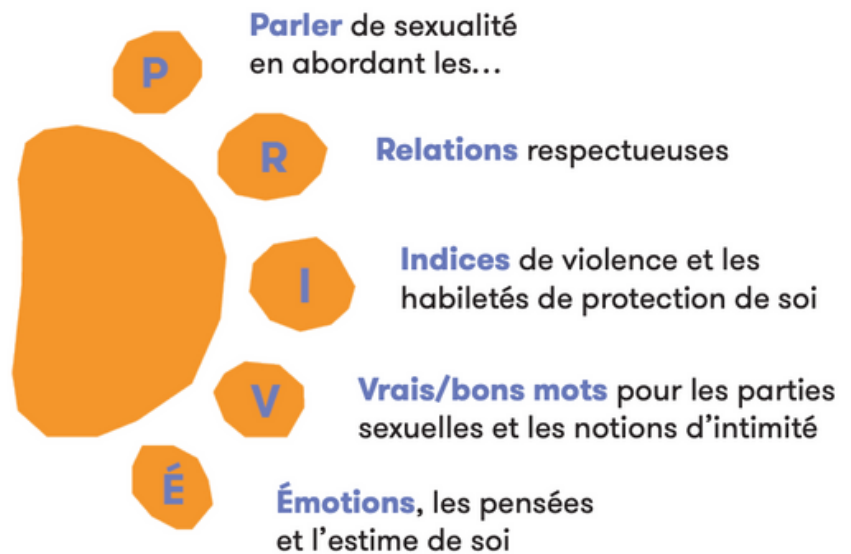 P
Parler de sexualité
en abordant les...
R
Relations respectueuses
I
Indices de violence et les
habiletés de protection de soi
V
Vrais/bons mots pour les parties
sexuelles et les notions d'intimité
É
Émotions, les pensées
et l'estime de soi